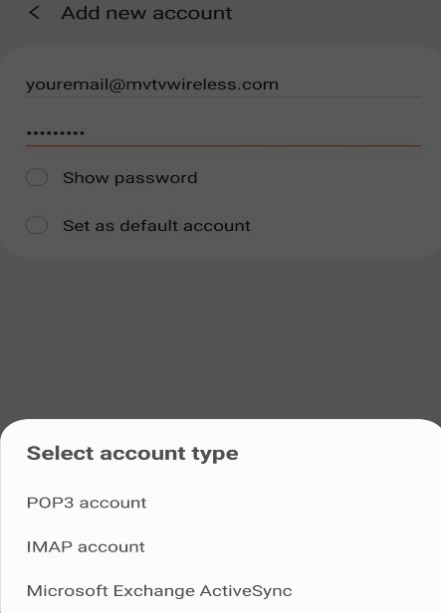 Add new account
youremail@mvtvwireless.com
•••••••••
Show password
Set as default account
Select account type
POP3 account
IMAP account
Microsoft Exchange ActiveSync